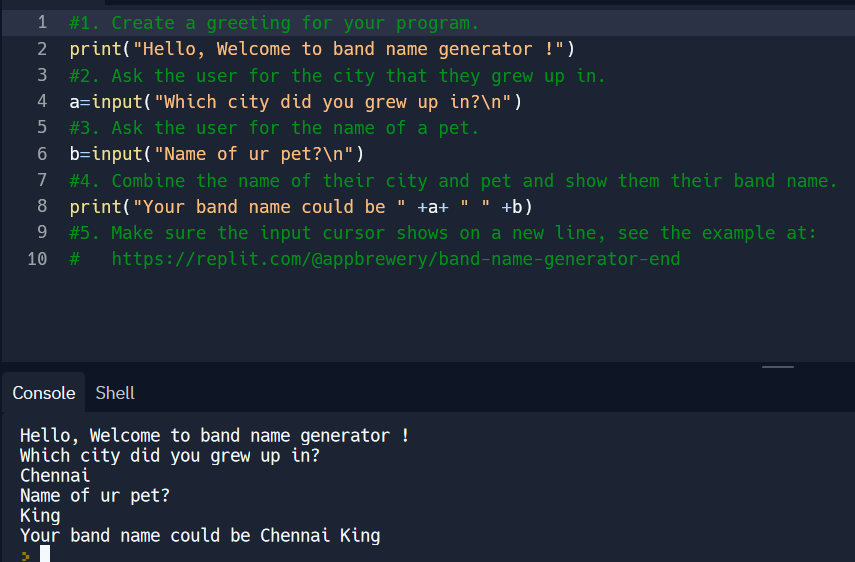 1 #1. Create a greeting for your program.
2 print("Hello, Welcome to band name generator !")
3 #2. Ask the user for the city that they grew up in.
4 a=input("Which city did you grew up in?\n")
5 #3. Ask the user for the name of a pet.
6 b=input("Name of ur pet?\n")
7 #4. Combine the name of their city and pet and show them their band name.
8 print("Your band name could be " +a+ " " +b)
9 #5. Make sure the input cursor shows on a new line, see the example at:
10 #   https://replit.com/@appbrewery/band-name-generator-end
Console Shell
Hello, Welcome to band name generator !
Which city did you grew up in?
Chennai
Name of ur pet?
King
Your band name could be Chennai King
>